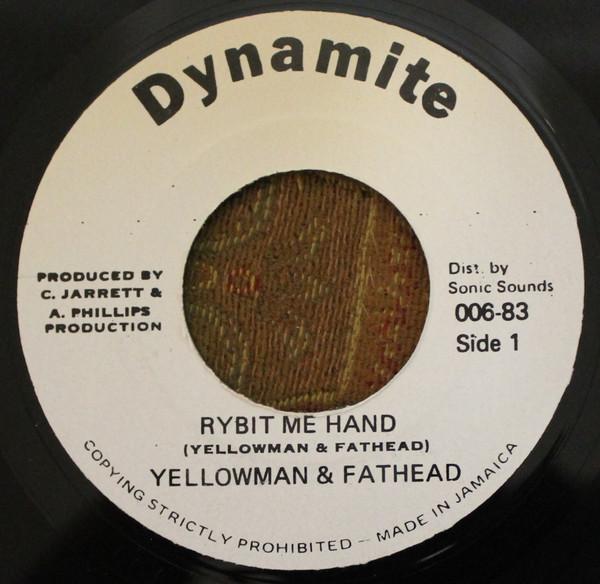 Dynamite
PRODUCED BY
C. JARRETT &
A. PHILLIPS
PRODUCTION
Dist. by
Sonic Sounds
006-83
Side 1
RYBIT ME HAND
(YELLOWMAN & FATHEAD)
YELLOWMAN & FATHEAD
COPYING STRICTLY PROHIBITED - MADE IN JAMAICA